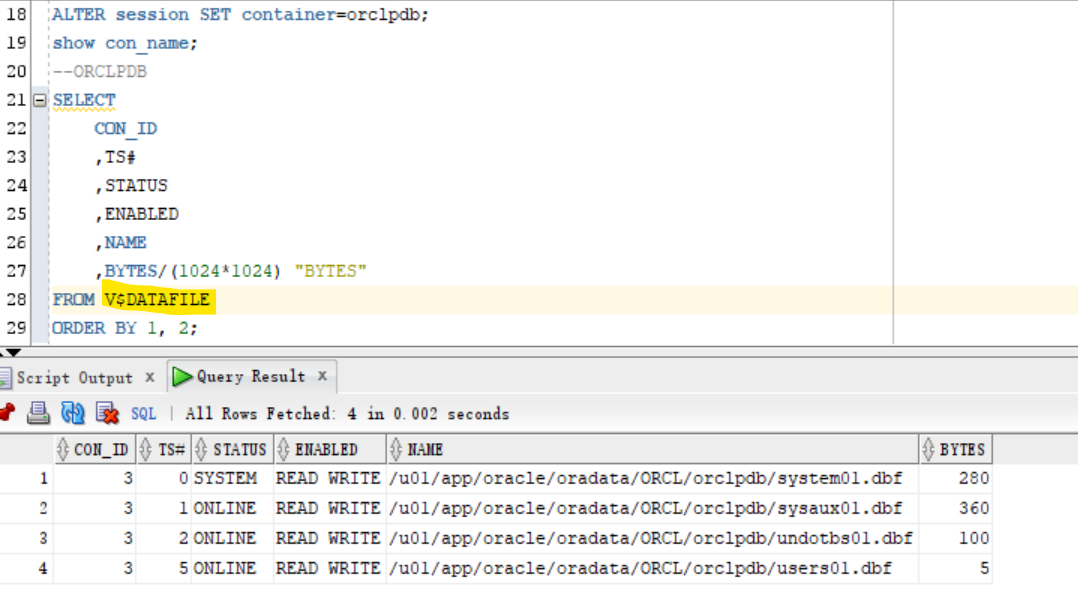 18 ALTER session SET container=orclpdb;
19 show con_name;
20 --ORCLPDB
21 SELECT
22 CON_ID
23 ,TS#
24 ,STATUS
25 ,ENABLED
26 ,NAME
27 ,BYTES/(1024*1024) "BYTES"
28 FROM V$DATAFILE
29 ORDER BY 1, 2;
Script Output x Query Result x
SQL | All Rows Fetched: 4 in 0.002 seconds
CON_ID TS# STATUS ENABLED NAME BYTES
1 3 0 SYSTEM READ WRITE /u01/app/oracle/oradata/ORCL/orclpdb/system01.dbf 280
2 3 1 ONLINE READ WRITE /u01/app/oracle/oradata/ORCL/orclpdb/sysaux01.dbf 360
3 3 2 ONLINE READ WRITE /u01/app/oracle/oradata/ORCL/orclpdb/undotbs01.dbf 100
4 3 5 ONLINE READ WRITE /u01/app/oracle/oradata/ORCL/orclpdb/users01.dbf 5